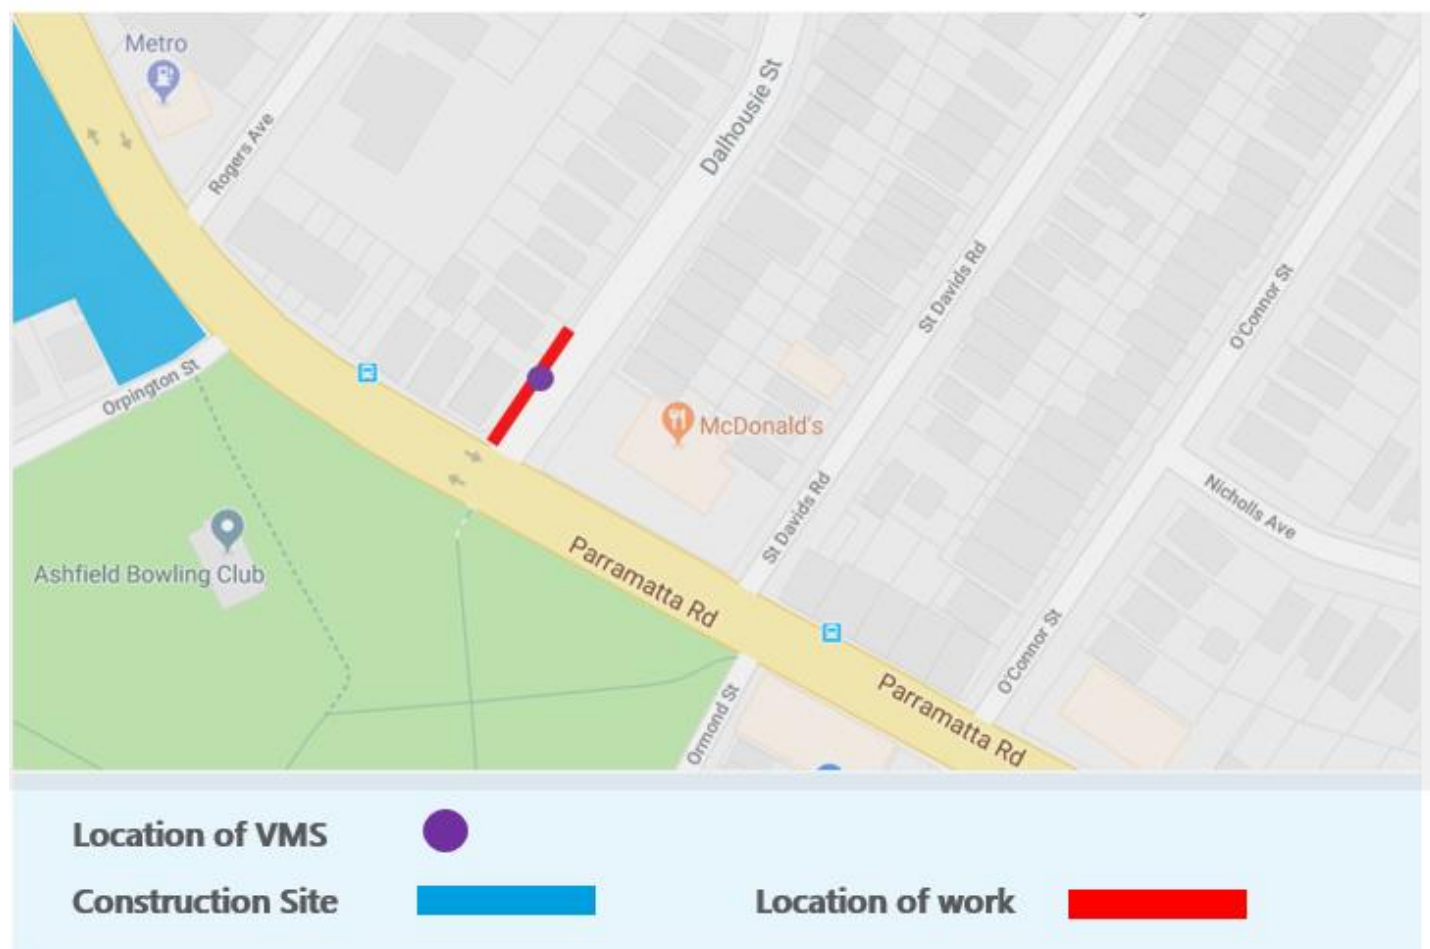 Metro
Rogers Ave
Dalhousie St
St Davids Rd
O'Connor St
Orpington St
McDonald's
St Davids Rd
Nicholls Ave
Ashfield Bowling Club
Parramatta Rd
O'Connor St
Ormond St
Parramatta Rd
Location of VMS
Construction Site
Location of work